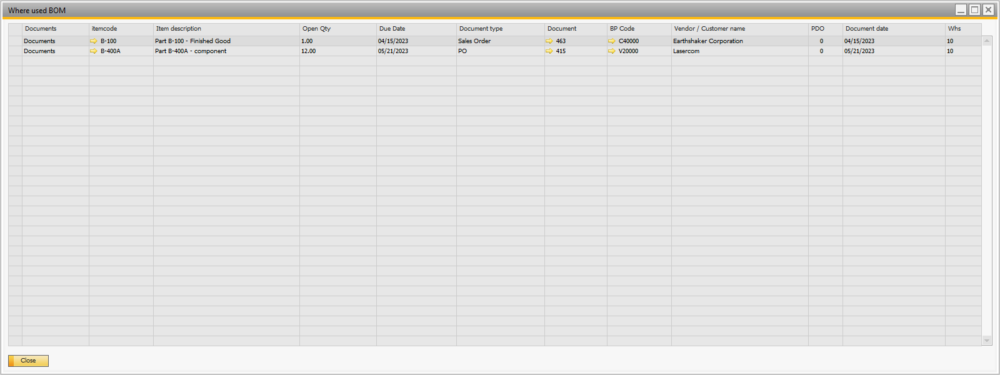 Where used BOM
Documents itemcode Item description Open Qty Due Date Document type Document BP Code Vendor / Customer name PDO Document date Whs
Documents B-100 Part B-100 - Finished Good 1.00 04/15/2023 Sales Order 463 C40000 Earthshaker Corporation 0 04/15/2023 10
Documents B-400A Part B-400A - component 12.00 05/21/2023 PO 415 V20000 Lasercom 0 05/21/2023 10
Close